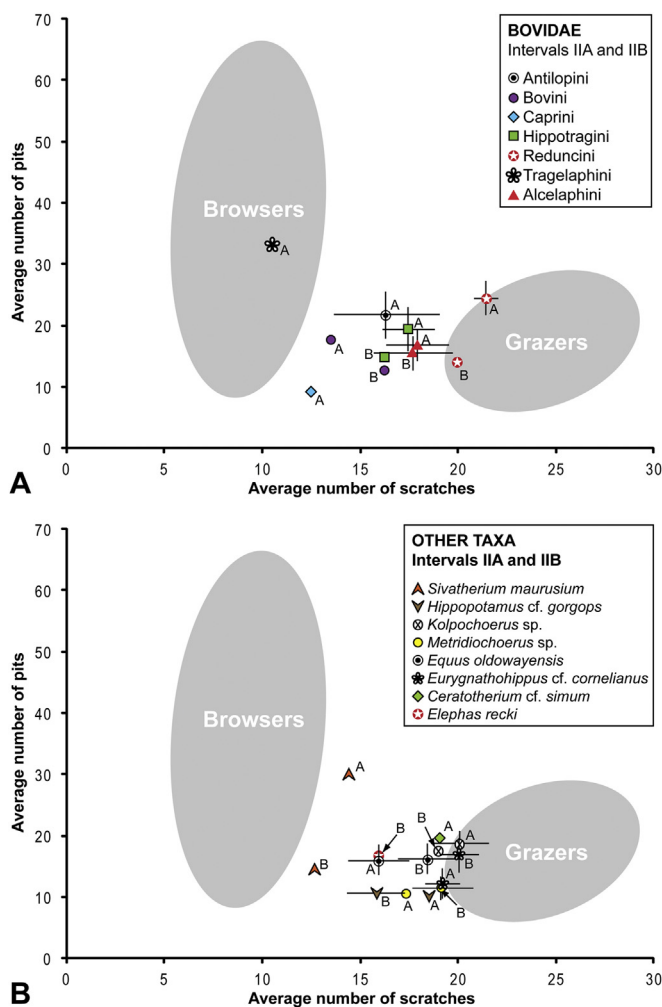 70
60
50
40
30
20
10
0
Average number of pits
Browsers
Grazers
A
A
A
A
A
A
B
B
B
B
A
A
BOVIDAE
Intervals IIA and IIB
Antilopini
Bovini
Caprini
Hippotragini
Reduncini
Tragelaphini
Alcelaphini
0 5 10 15 20 25 30
Average number of scratches
A
70
60
50
40
30
20
10
0
Average number of pits
Browsers
Grazers
A
B
B
B
A
A
A
B
B
A
B
A
A
B
OTHER TAXA
Intervals IIA and IIB
Sivatherium maurusium
Hippopotamus cf. gorgops
Kolpochoerus sp.
Metridiochoerus sp.
Equus oldowayensis
Eurygnathohippus cf. cornelianus
Ceratotherium cf. simum
Elephas recki
0 5 10 15 20 25 30
Average number of scratches
B